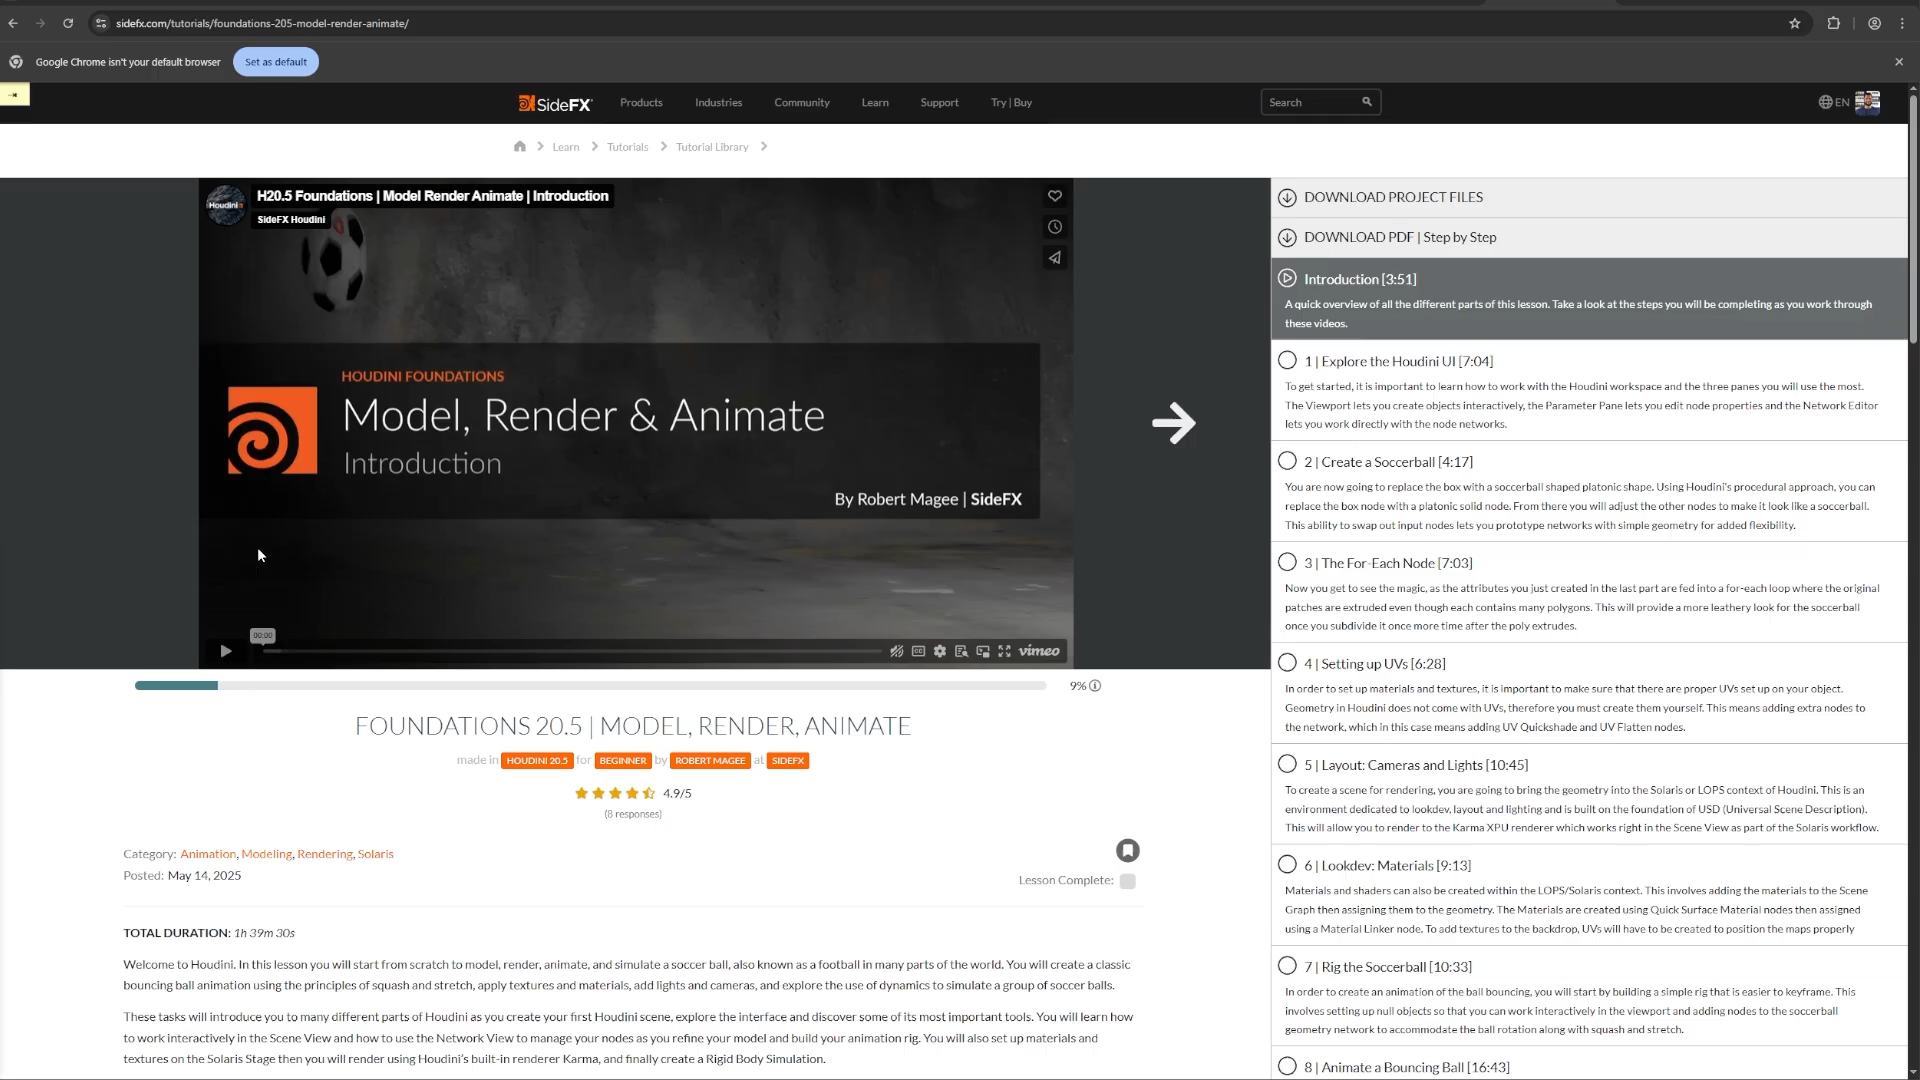 sidefx.com/tutorials/foundations-205-model-render-animate/
Google Chrome isn't your default browser
Set as default
SideFX
Products
Industries
Community
Learn
Support
Try | Buy
Search
EN
Learn
Tutorials
Tutorial Library
Houdini
H20.5 Foundations | Model Render Animate | Introduction
SideFX Houdini
HOUDINI FOUNDATIONS
Model, Render & Animate
Introduction
By Robert Magee | SideFX
00:00
vimeo
9%
FOUNDATIONS 20.5 | MODEL, RENDER, ANIMATE
made in HOUDINI 20.5 for BEGINNER by ROBERT MAGEE at SIDEFX
4.9/5
(8 responses)
Category: Animation, Modeling, Rendering, Solaris
Posted: May 14, 2025
Lesson Complete:
TOTAL DURATION: 1h 39m 30s
Welcome to Houdini. In this lesson you will start from scratch to model, render, animate, and simulate a soccer ball, also known as a football in many parts of the world. You will create a classic
bouncing ball animation using the principles of squash and stretch, apply textures and materials, add lights and cameras, and explore the use of dynamics to simulate a group of soccer balls.
These tasks will introduce you to many different parts of Houdini as you create your first Houdini scene, explore the interface and discover some of its most important tools. You will learn how
to work interactively in the Scene View and how to use the Network View to manage your nodes as you refine your model and build your animation rig. You will also set up materials and
textures on the Solaris Stage then you will render using Houdini's built-in renderer Karma, and finally create a Rigid Body Simulation.
DOWNLOAD PROJECT FILES
DOWNLOAD PDF | Step by Step
Introduction [3:51]
A quick overview of all the different parts of this lesson. Take a look at the steps you will be completing as you work through
these videos.
1 | Explore the Houdini UI [7:04]
To get started, it is important to learn how to work with the Houdini workspace and the three panes you will use the most.
The Viewport lets you create objects interactively, the Parameter Pane lets you edit node properties and the Network Editor
lets you work directly with the node networks.
2 | Create a Soccerball [4:17]
You are now going to replace the box with a soccerball shaped platonic shape. Using Houdini's procedural approach, you can
replace the box node with a platonic solid node. From there you will adjust the other nodes to make it look like a soccerball.
This ability to swap out input nodes lets you prototype networks with simple geometry for added flexibility.
3 | The For-Each Node [7:03]
Now you get to see the magic, as the attributes you just created in the last part are fed into a for-each loop where the original
patches are extruded even though each contains many polygons. This will provide a more leathery look for the soccerball
once you subdivide it once more time after the poly extrudes.
4 | Setting up UVs [6:28]
In order to set up materials and textures, it is important to make sure that there are proper UVs set up on your object.
Geometry in Houdini does not come with UVs, therefore you must create them yourself. This means adding extra nodes to
the network, which in this case means adding UV Quickshade and UV Flatten nodes.
5 | Layout: Cameras and Lights [10:45]
To create a scene for rendering, you are going to bring the geometry into the Solaris or LOPS context of Houdini. This is an
environment dedicated to lookdev, layout and lighting and is built on the foundation of USD (Universal Scene Description).
This will allow you to render to the Karma XPU renderer which works right in the Scene View as part of the Solaris workflow.
6 | Lookdev: Materials [9:13]
Materials and shaders can also be created within the LOPS/Solaris context. This involves adding the materials to the Scene
Graph then assigning them to the geometry. The Materials are created using Quick Surface Material nodes then assigned
using a Material Linker node. To add textures to the backdrop, UVs will have to be created to position the maps properly
7 | Rig the Soccerball [10:33]
In order to create an animation of the ball bouncing, you will start by building a simple rig that is easier to keyframe. This
involves setting up null objects so that you can work interactively in the viewport and adding nodes to the soccerball
geometry network to accommodate the ball rotation along with squash and stretch.
8 | Animate a Bouncing Ball [16:43]